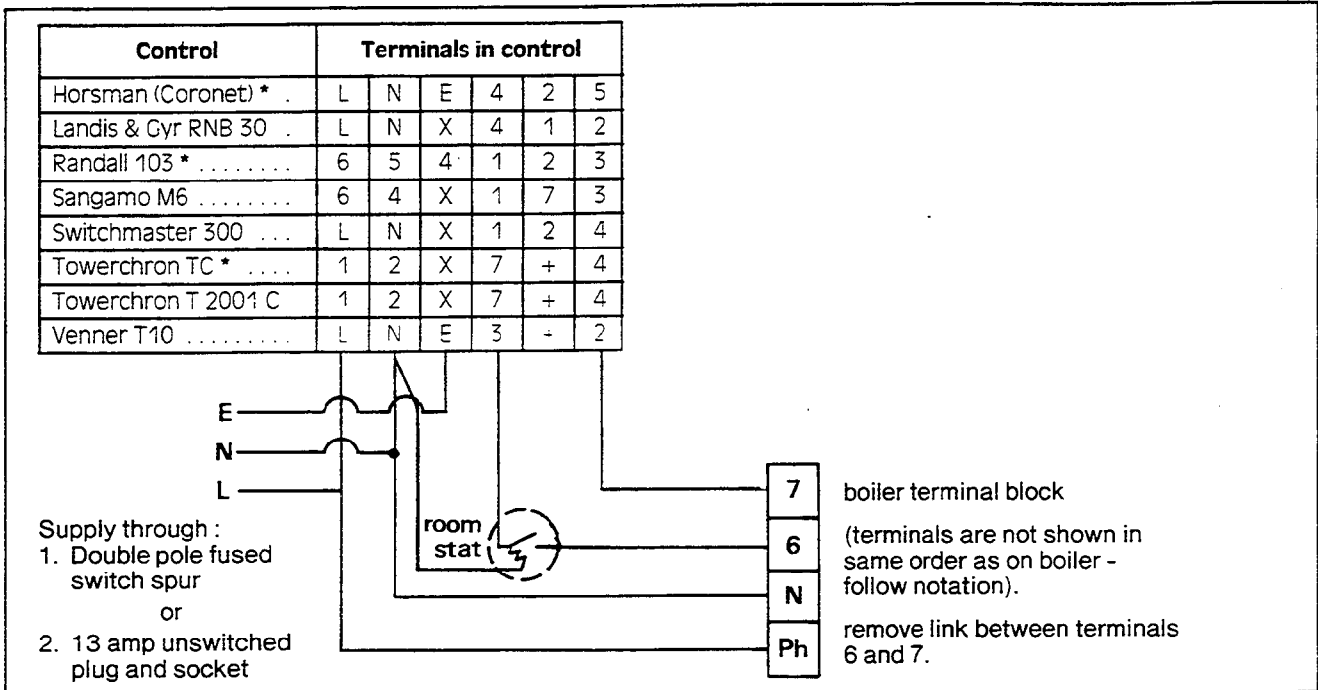 Control Terminals in control
Horsman (Coronet) * . L N E 4 2 5
Landis & Gyr RNB 30 . L N X 4 1 2
Randall 103 * ........ 6 5 4 1 2 3
Sangamo M6 ........ 6 4 X 1 7 3
Switchmaster 300 ... L N X 1 2 4
Towerchron TC * .... 1 2 X 7 + 4
Towerchron T 2001 C 1 2 X 7 + 4
Venner T10 ......... L N E 3 2
E
N
L
Supply through :
1. Double pole fused
switch spur
or
2. 13 amp unswitched
plug and socket
room
stat
7
6
N
Ph
boiler terminal block
(terminals are not shown in
same order as on boiler -
follow notation).
remove link between terminals
6 and 7.